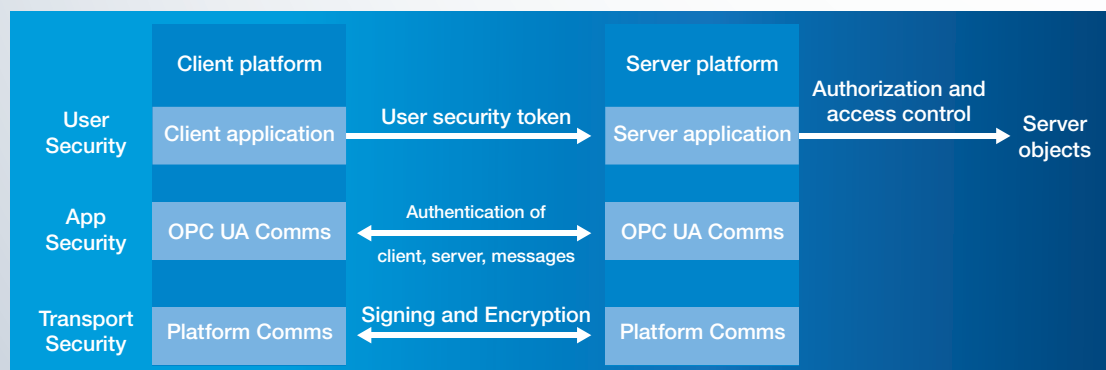 Client platform
Server platform
User
Security
Client application
User security token
Server application
Authorization and
access control
Server
objects
App
Security
OPC UA Comms
Authentication of
client, server, messages
OPC UA Comms
Transport
Security
Platform Comms
Signing and Encryption
Platform Comms